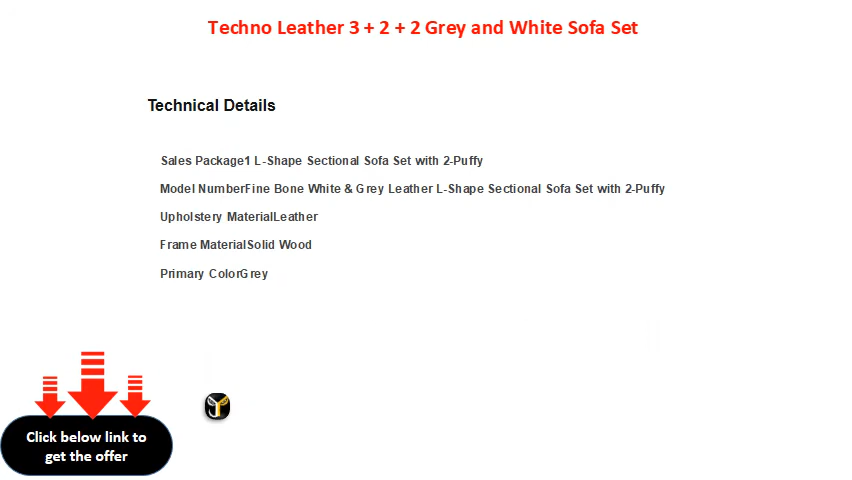 Techno Leather 3 + 2 + 2 Grey and White Sofa Set
Technical Details
Sales Package1 L-Shape Sectional Sofa Set with 2-Puffy
Model NumberFine Bone White & Grey Leather L-Shape Sectional Sofa Set with 2-Puffy
Upholstery MaterialLeather
Frame MaterialSolid Wood
Primary ColorGrey
Click below link to
get the offer